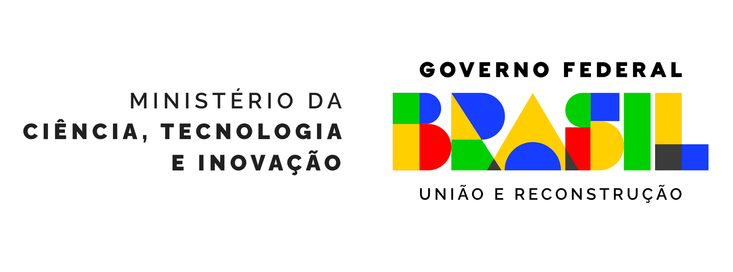 MINISTÉRIO DA
CIÊNCIA, TECNOLOGIA
E INOVAÇÃO
GOVERNO FEDERAL
BRASIL
UNIÃO E RECONSTRUÇÃO